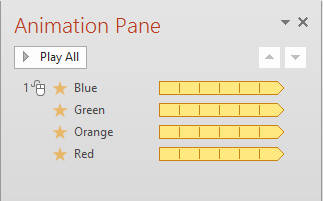 Animation Pane
Play All
1 Blue
Green
Orange
Red